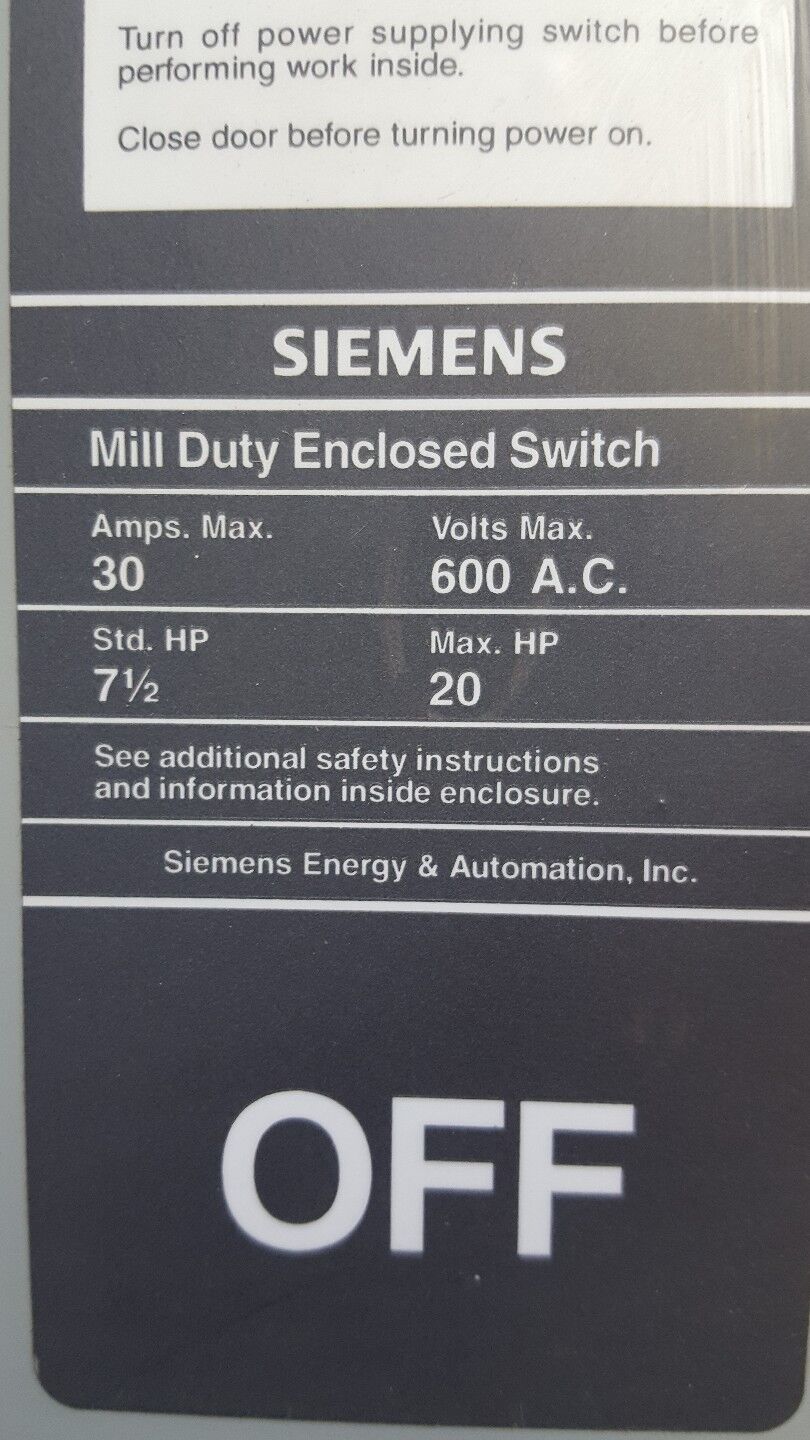 Turn off power supplying switch before
performing work inside.
Close door before turning power on.
SIEMENS
Mill Duty Enclosed Switch
Amps. Max. Volts Max.
30 600 A.C.
Std. HP Max. HP
7½ 20
See additional safety instructions
and information inside enclosure.
Siemens Energy & Automation, Inc.
OFF